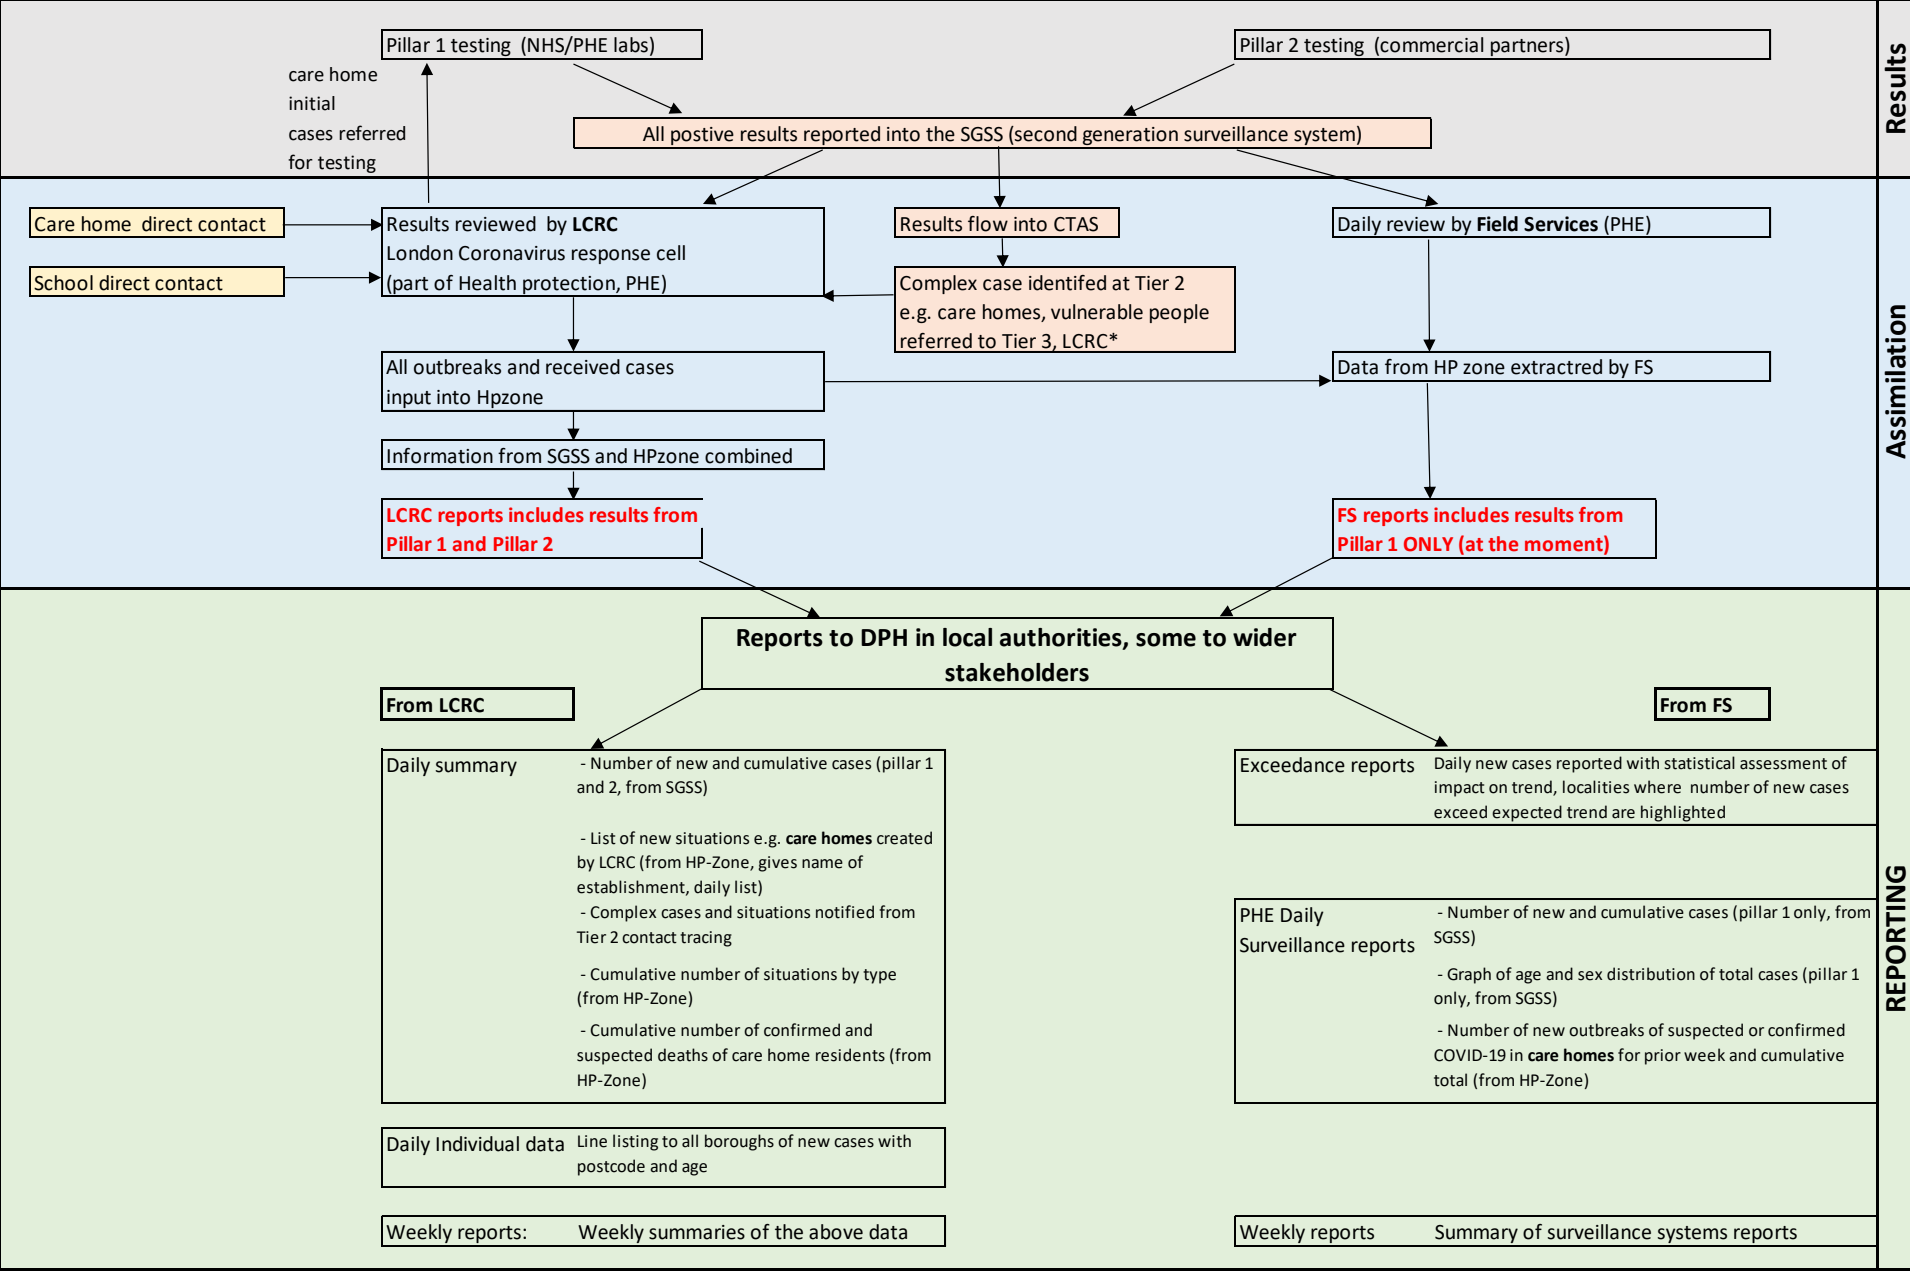 Pillar 1 testing (NHS/PHE labs)
Pillar 2 testing (commercial partners)
Results
care home
initial
cases referred
for testing
All postive results reported into the SGSS (second generation surveillance system)
Care home direct contact
School direct contact
Results reviewed by LCRC
London Coronavirus response cell
(part of Health protection, PHE)
Results flow into CTAS
Complex case identifed at Tier 2
e.g. care homes, vulnerable people
referred to Tier 3, LCRC*
Daily review by Field Services (PHE)
Assimilation
All outbreaks and received cases
input into Hpzone
Data from HP zone extractred by FS
Information from SGSS and HPzone combined
LCRC reports includes results from
Pillar 1 and Pillar 2
FS reports includes results from
Pillar 1 ONLY (at the moment)
Reports to DPH in local authorities, some to wider
stakeholders
From LCRC
From FS
REPORTING
Daily summary
- Number of new and cumulative cases (pillar 1
and 2, from SGSS)
- List of new situations e.g. care homes created
by LCRC (from HP-Zone, gives name of
establishment, daily list)
- Complex cases and situations notified from
Tier 2 contact tracing
- Cumulative number of situations by type
(from HP-Zone)
- Cumulative number of confirmed and
suspected deaths of care home residents (from
HP-Zone)
Daily Individual data
Line listing to all boroughs of new cases with
postcode and age
Weekly reports:
Weekly summaries of the above data
Exceedance reports
Daily new cases reported with statistical assessment of
impact on trend, localities where number of new cases
exceed expected trend are highlighted
PHE Daily
Surveillance reports
- Number of new and cumulative cases (pillar 1 only, from
SGSS)
- Graph of age and sex distribution of total cases (pillar 1
only, from SGSS)
- Number of new outbreaks of suspected or confirmed
COVID-19 in care homes for prior week and cumulative
total (from HP-Zone)
Weekly reports
Summary of surveillance systems reports